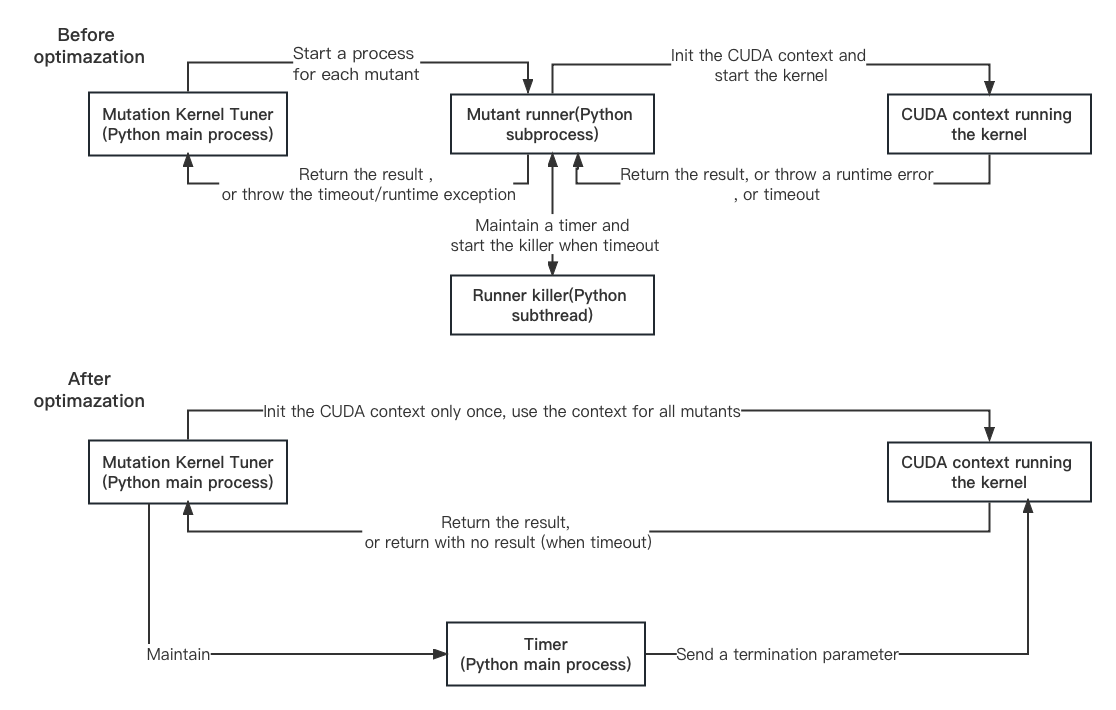 Before
optimazation
Start a process
for each mutant
Init the CUDA context and
start the kernel
Mutation Kernel Tuner
(Python main process)
Mutant runner(Python
subprocess)
CUDA context running
the kernel
Return the result ,
or throw the timeout/runtime exception
Return the result, or throw a runtime error
, or timeout
Maintain a timer and
start the killer when timeout
Runner killer(Python
subthread)
After
optimazation
Init the CUDA context only once, use the context for all mutants
Mutation Kernel Tuner
(Python main process)
CUDA context running
the kernel
Return the result,
or return with no result (when timeout)
Maintain
Timer
(Python main process)
Send a termination parameter